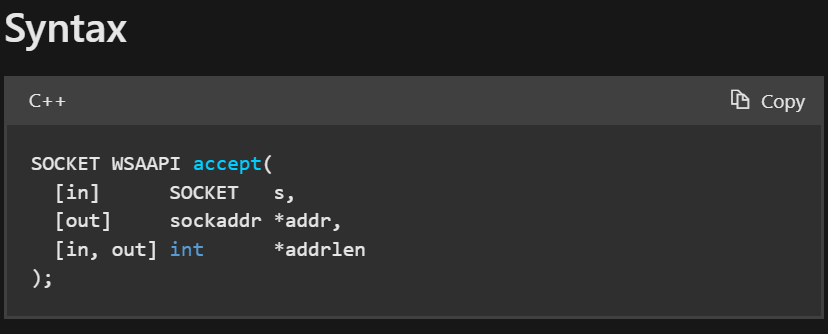 Syntax
C++
Copy
SOCKET WSAAPI accept(
  [in]      SOCKET   s,
  [out]     sockaddr *addr,
  [in, out] int      *addrlen
);